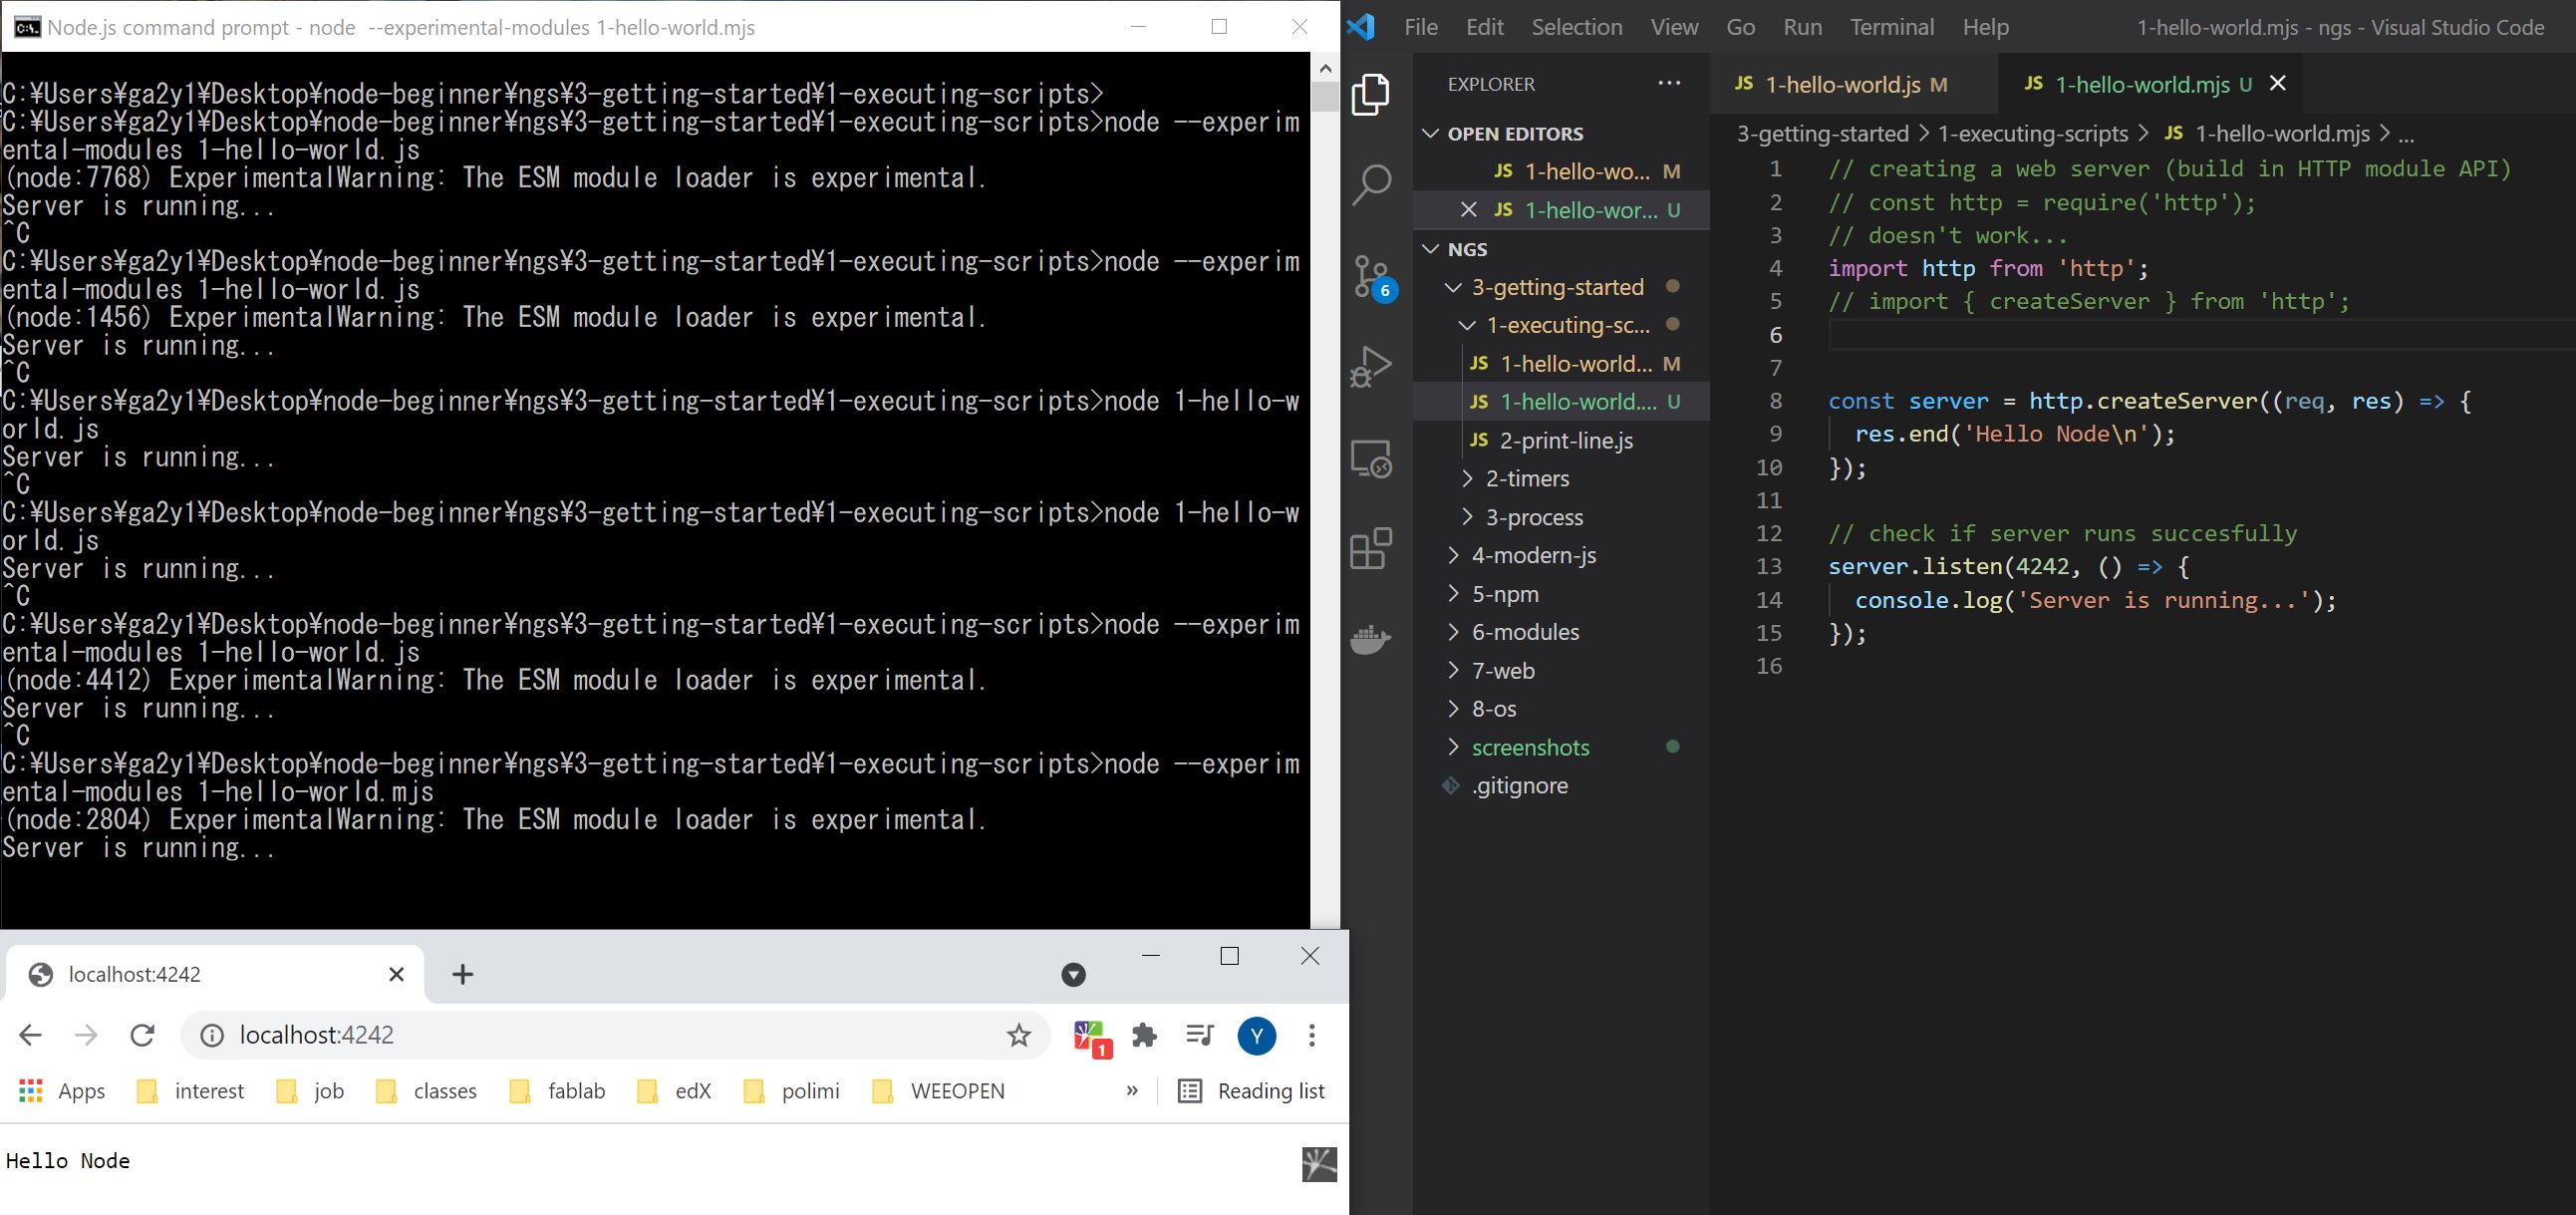 Node.js command prompt - node  --experimental-modules 1-hello-world.mjs
C:¥Users¥ga2y1¥Desktop¥node-beginner¥ngs¥3-getting-started¥1-executing-scripts>
C:¥Users¥ga2y1¥Desktop¥node-beginner¥ngs¥3-getting-started¥1-executing-scripts>node --experim
ental-modules 1-hello-world.js
(node:7768) ExperimentalWarning: The ESM module loader is experimental.
Server is running...
^C
C:¥Users¥ga2y1¥Desktop¥node-beginner¥ngs¥3-getting-started¥1-executing-scripts>node --experim
ental-modules 1-hello-world.js
(node:1456) ExperimentalWarning: The ESM module loader is experimental.
Server is running...
^C
C:¥Users¥ga2y1¥Desktop¥node-beginner¥ngs¥3-getting-started¥1-executing-scripts>node 1-hello-w
orld.js
Server is running...
^C
C:¥Users¥ga2y1¥Desktop¥node-beginner¥ngs¥3-getting-started¥1-executing-scripts>node 1-hello-w
orld.js
Server is running...
^C
C:¥Users¥ga2y1¥Desktop¥node-beginner¥ngs¥3-getting-started¥1-executing-scripts>node --experim
ental-modules 1-hello-world.js
(node:4412) ExperimentalWarning: The ESM module loader is experimental.
Server is running...
^C
C:¥Users¥ga2y1¥Desktop¥node-beginner¥ngs¥3-getting-started¥1-executing-scripts>node --experim
ental-modules 1-hello-world.mjs
(node:2804) ExperimentalWarning: The ESM module loader is experimental.
Server is running...
localhost:4242
localhost:4242
1
Y
Apps interest job classes fablab edX polimi WEEOPEN » Reading list
Hello Node
File Edit Selection View Go Run Terminal Help 1-hello-world.mjs - ngs - Visual Studio Code
6
EXPLORER ...
OPEN EDITORS
JS 1-hello-wo... M
JS 1-hello-wor... U
NGS
3-getting-started
1-executing-sc...
JS 1-hello-world... M
JS 1-hello-world.... U
JS 2-print-line.js
2-timers
3-process
4-modern-js
5-npm
6-modules
7-web
8-os
screenshots
.gitignore
JS 1-hello-world.js M JS 1-hello-world.mjs U
3-getting-started > 1-executing-scripts > JS 1-hello-world.mjs > ...
1 // creating a web server (build in HTTP module API)
2 // const http = require('http');
3 // doesn't work...
4 import http from 'http';
5 // import { createServer } from 'http';
6
7
8 const server = http.createServer((req, res) => {
9   res.end('Hello Node\n');
10 });
11
12 // check if server runs succesfully
13 server.listen(4242, () => {
14   console.log('Server is running...');
15 });
16